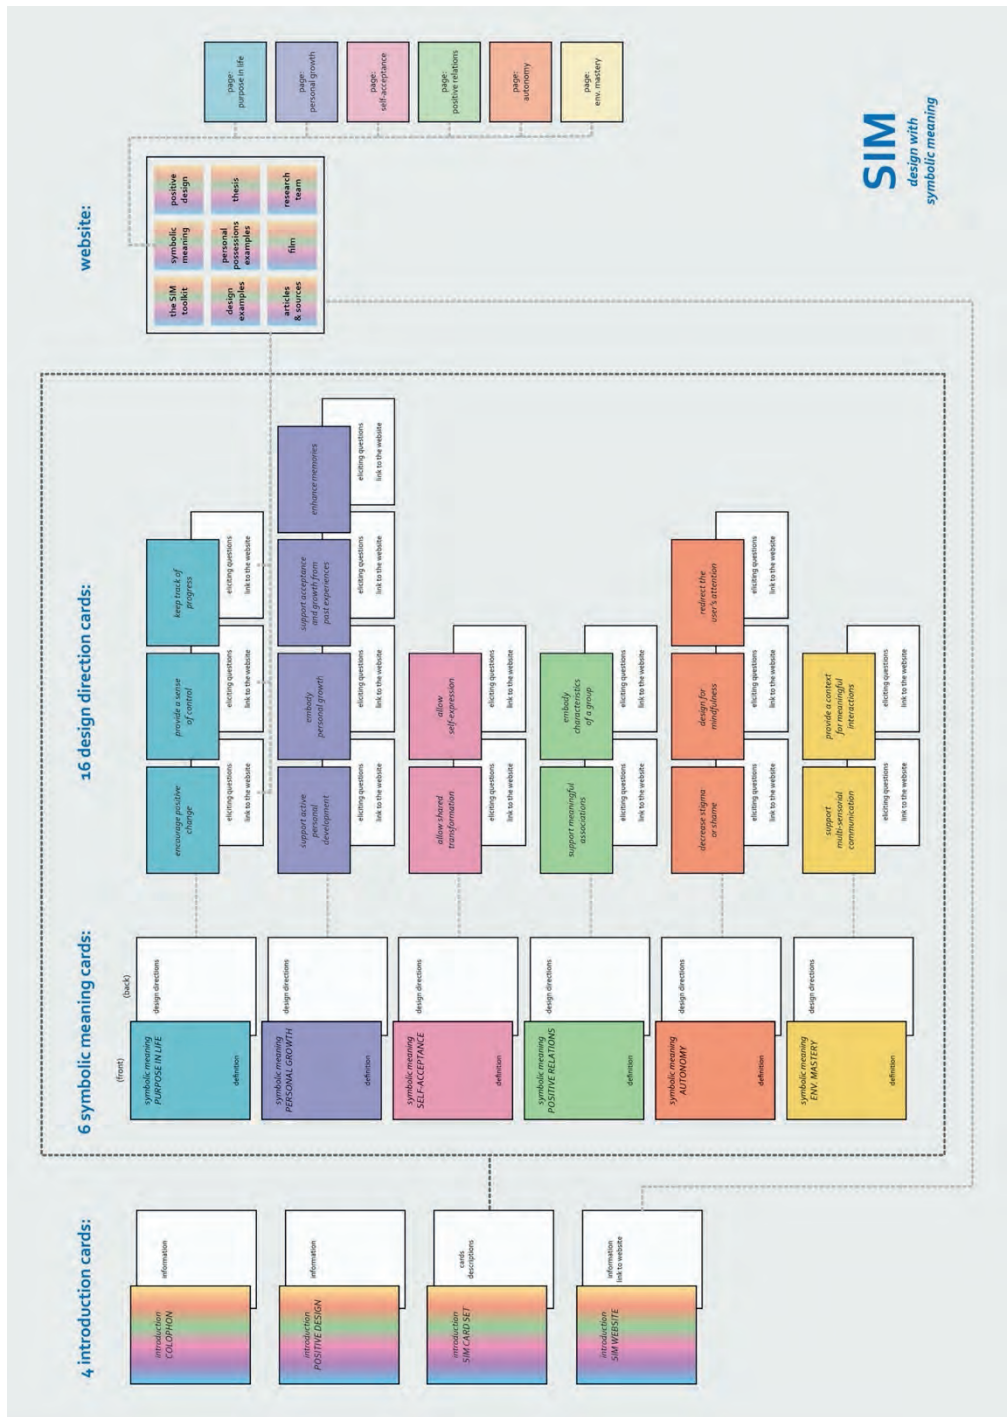 4 introduction cards:
introduction
COLOPHON
information
introduction
POSITIVE DESIGN
information
introduction
SIM CARD SET
cards
descriptions
introduction
SIM WEBSITE
information
link to website
6 symbolic meaning cards:
(front)
(back)
symbolic meaning
PURPOSE IN LIFE
definition
design directions
symbolic meaning
PERSONAL GROWTH
definition
design directions
symbolic meaning
SELF-ACCEPTANCE
definition
design directions
symbolic meaning
POSITIVE RELATIONS
definition
design directions
symbolic meaning
AUTONOMY
definition
design directions
symbolic meaning
ENV. MASTERY
definition
design directions
16 design direction cards:
encourage positive
change
eliciting questions
link to the website
provide a sense
of control
eliciting questions
link to the website
keep track of
progress
eliciting questions
link to the website
support active
personal
development
eliciting questions
link to the website
embody
personal growth
eliciting questions
link to the website
support acceptance
and growth from
past experiences
eliciting questions
link to the website
enhance memories
eliciting questions
link to the website
allow shared
transformation
eliciting questions
link to the website
allow
self-expression
eliciting questions
link to the website
support meaningful
associations
eliciting questions
link to the website
embody
characteristics
of a group
eliciting questions
link to the website
decrease stigma
or shame
eliciting questions
link to the website
design for
mindfulness
eliciting questions
link to the website
redirect the
user's attention
eliciting questions
link to the website
support
multi-sensorial
communication
eliciting questions
link to the website
provide a context
for meaningful
interactions
eliciting questions
link to the website
website:
the SIM
toolkit
symbolic
meaning
positive
design
design
examples
personal
possessions
examples
thesis
articles
& sources
film
research
team
page:
purpose in life
page:
personal growth
page:
self-acceptance
page:
positive relations
page:
autonomy
page:
env. mastery
SIM
design with
symbolic meaning